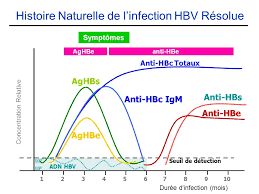 Histoire Naturelle de l'infection HBV Résolue
Symptômes
AgHBe
anti-HBe
Anti-HBc Totaux
AgHBs
Anti-HBc IgM
Anti-HBs
Anti-HBe
AgHBe
ADN HBV
Seuil de détection
Concentration Relative
1 2 3 4 5 6 7 8 9 10
Durée d'infection (mois)